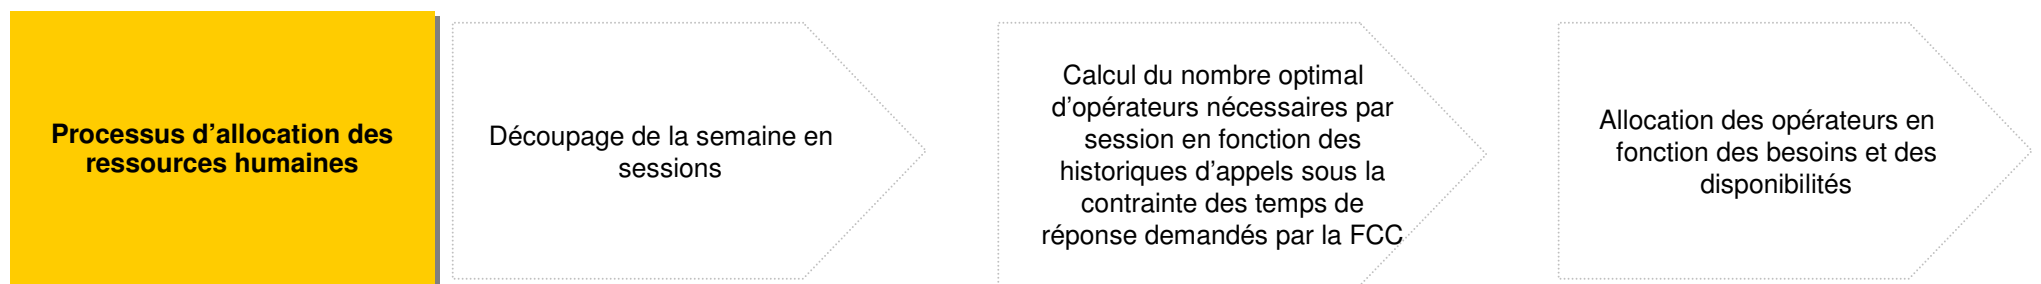 Processus d’allocation des
ressources humaines
Découpage de la semaine en
sessions
Calcul du nombre optimal
d’opérateurs nécessaires par
session en fonction des
historiques d’appels sous la
contrainte des temps de
réponse demandés par la FCC
Allocation des opérateurs en
fonction des besoins et des
disponibilités